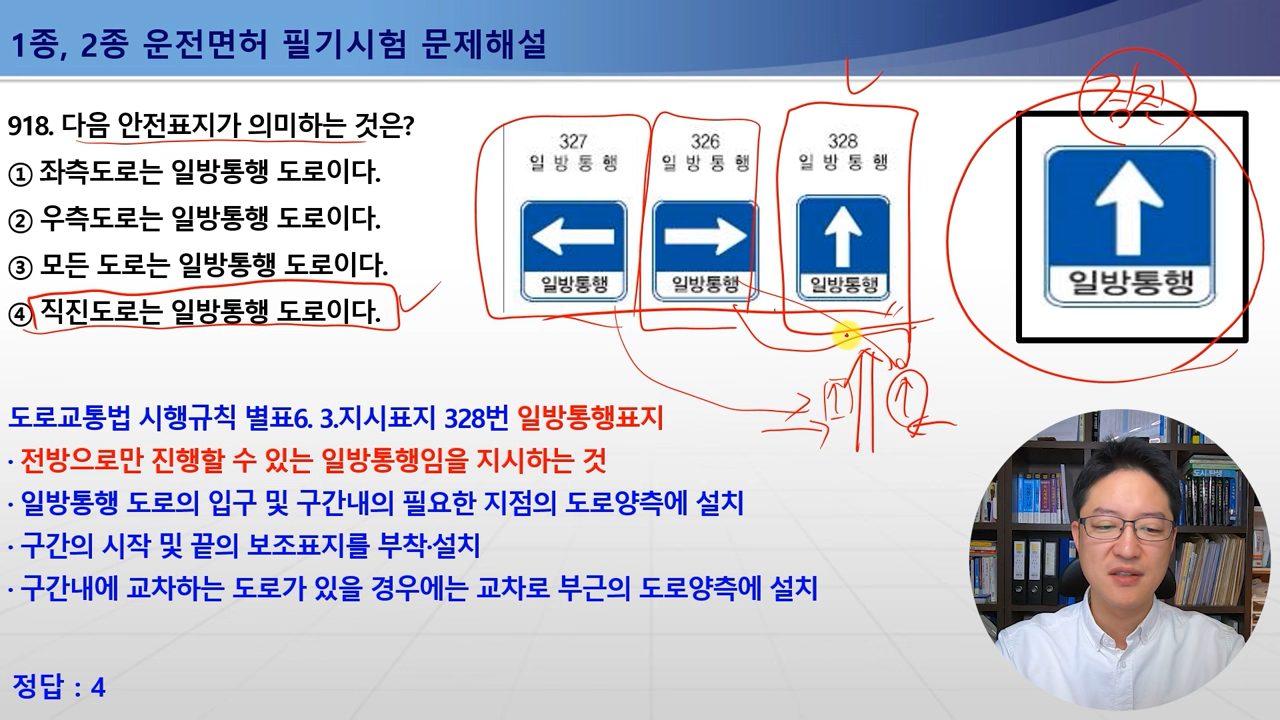 1종, 2종 운전면허 필기시험 문제해설
918. 다음 안전표지가 의미하는 것은?
① 좌측도로는 일방통행 도로이다.
② 우측도로는 일방통행 도로이다.
③ 모든 도로는 일방통행 도로이다.
④ 직진도로는 일방통행 도로이다.
327
일 방 통 행
일방통행
326
일 방 통 행
일방통행
328
일 방 통 행
일방통행
직진
일방통행
도로교통법 시행규칙 별표6. 3.지시표지 328번 일방통행표지
· 전방으로만 진행할 수 있는 일방통행임을 지시하는 것
· 일방통행 도로의 입구 및 구간내의 필요한 지점의 도로양측에 설치
· 구간의 시작 및 끝의 보조표지를 부착·설치
· 구간내에 교차하는 도로가 있을 경우에는 교차로 부근의 도로양측에 설치
정답 : 4